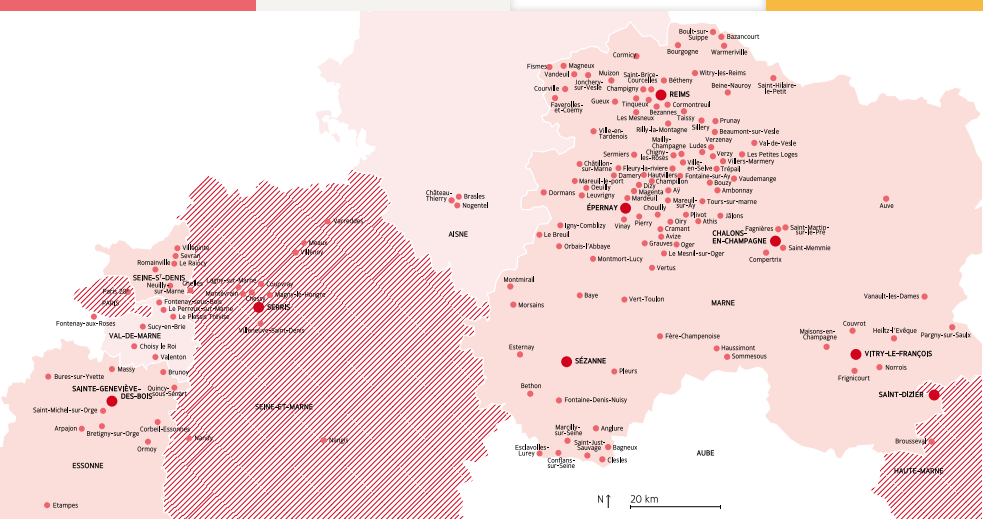 Boult-sur-
Suippe
Bazancourt
Bourgogne
Warmeriville
Cormicy
Fismes
Magneux
Vandeuil
Muizon
Saint-Brice-
Courcelles
Witry-les-Reims
Jonchery-
sur-Vesle
Champigny
Bétheny
Saint-Hilaire-
le-Petit
Courville
REIMS
Beine-Nauroy
Faverolles-
et-Coemy
Gueux
Tinqueux
Cormontreuil
Bezannes
Les Mesneux
Taissy
Prunay
Sillery
Ville-en-
Tardenois
Rilly-la-Montagne
Beaumont-sur-Vesle
Mailly-
Champagne
Verzenay
Val-de-Vesle
Ludes
Chigny-
les-Roses
Sermiers
Verzy
Les Petites Loges
Châtillon-
sur-Marne
Ville-
en-Selve
Villers-Marmery
Fleury-la-riviere
Trépail
Damery
Hautvillers
Fontaine-sur-Ay
Vaudemange
Mareuil-le-port
Champillon
Bouzy
Oeuilly
Dizy
Ambonnay
Dormans
Leuvrigny
Magenta
Aÿ
Mardeuil
Mareuil-
sur-Ay
Tours-sur-marne
Château-
Thierry
Brasles
Nogentel
ÉPERNAY
Chouilly
Plivot
Jâlons
Auve
Vinay
Pierry
Oiry
Athis
Igny-Comblizy
Cramant
Fagnières
Saint-Martin-
sur-le-Pré
Le Breuil
Avize
CHALONS-
EN-CHAMPAGNE
Orbais-l'Abbaye
Grauves
Oger
Saint-Memmie
Montmort-Lucy
Le Mesnil-sur-Oger
Compertrix
Vertus
AISNE
Varreddes
Meaux
Villenoy
Villepinte
Sevran
Romainville
Le Raincy
SEINE-ST-DENIS
Chelles
Lagny-sur-Marne
Coupvray
Neuilly-
sur-Marne
Paris 20e
PARIS
Montévrain
Chessy
Magny-le-Hongre
Fontenay-sous-Bois
Le Perreux-sur-Marne
SERRIS
Le Plessis Trévise
Fontenay-aux-Roses
Sucy-en-Brie
Villeneuve-Saint-Denis
VAL-DE-MARNE
Choisy le Roi
Valenton
Montmirail
Morsains
Baye
Vert-Toulon
MARNE
Vanault-les-Dames
Maisons-en-
Champagne
Couvrot
Heiltz-l'Evêque
Pargny-sur-Saulx
Fère-Champenoise
Esternay
Haussimont
Sommesous
VITRY-LE-FRANÇOIS
SÉZANNE
Pleurs
Norrois
Frignicourt
Bethon
SAINT-DIZIER
Fontaine-Denis-Nuisy
Massy
Bures-sur-Yvette
Brunoy
SAINTE-GENEVIÈVE-
DES-BOIS
Quincy-
sous-Sénart
Saint-Michel-sur-Orge
SEINE-ET-MARNE
Arpajon
Bretigny-sur-Orge
Corbeil-Essonnes
Nandy
Nangis
Ormoy
Marcilly-
sur-Seine
Anglure
Esclavolles-
Lurey
Saint-Just-
Sauvage
Bagneux
Conflans-
sur-Seine
Clesles
AUBE
Brousseval
HAUTE-MARNE
ESSONNE
Etampes
N
20 km